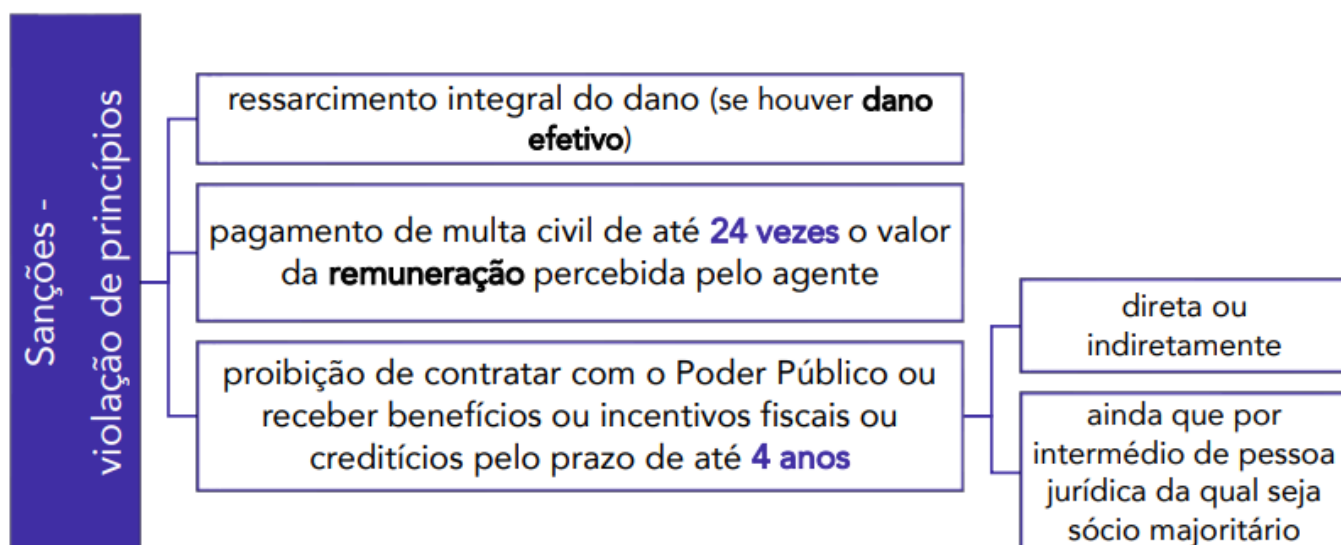 Sanções -
violação de princípios
ressarcimento integral do dano (se houver dano
efetivo)
pagamento de multa civil de até 24 vezes o valor
da remuneração percebida pelo agente
proibição de contratar com o Poder Público ou
receber benefícios ou incentivos fiscais ou
creditícios pelo prazo de até 4 anos
direta ou
indiretamente
ainda que por
intermédio de pessoa
jurídica da qual seja
sócio majoritário